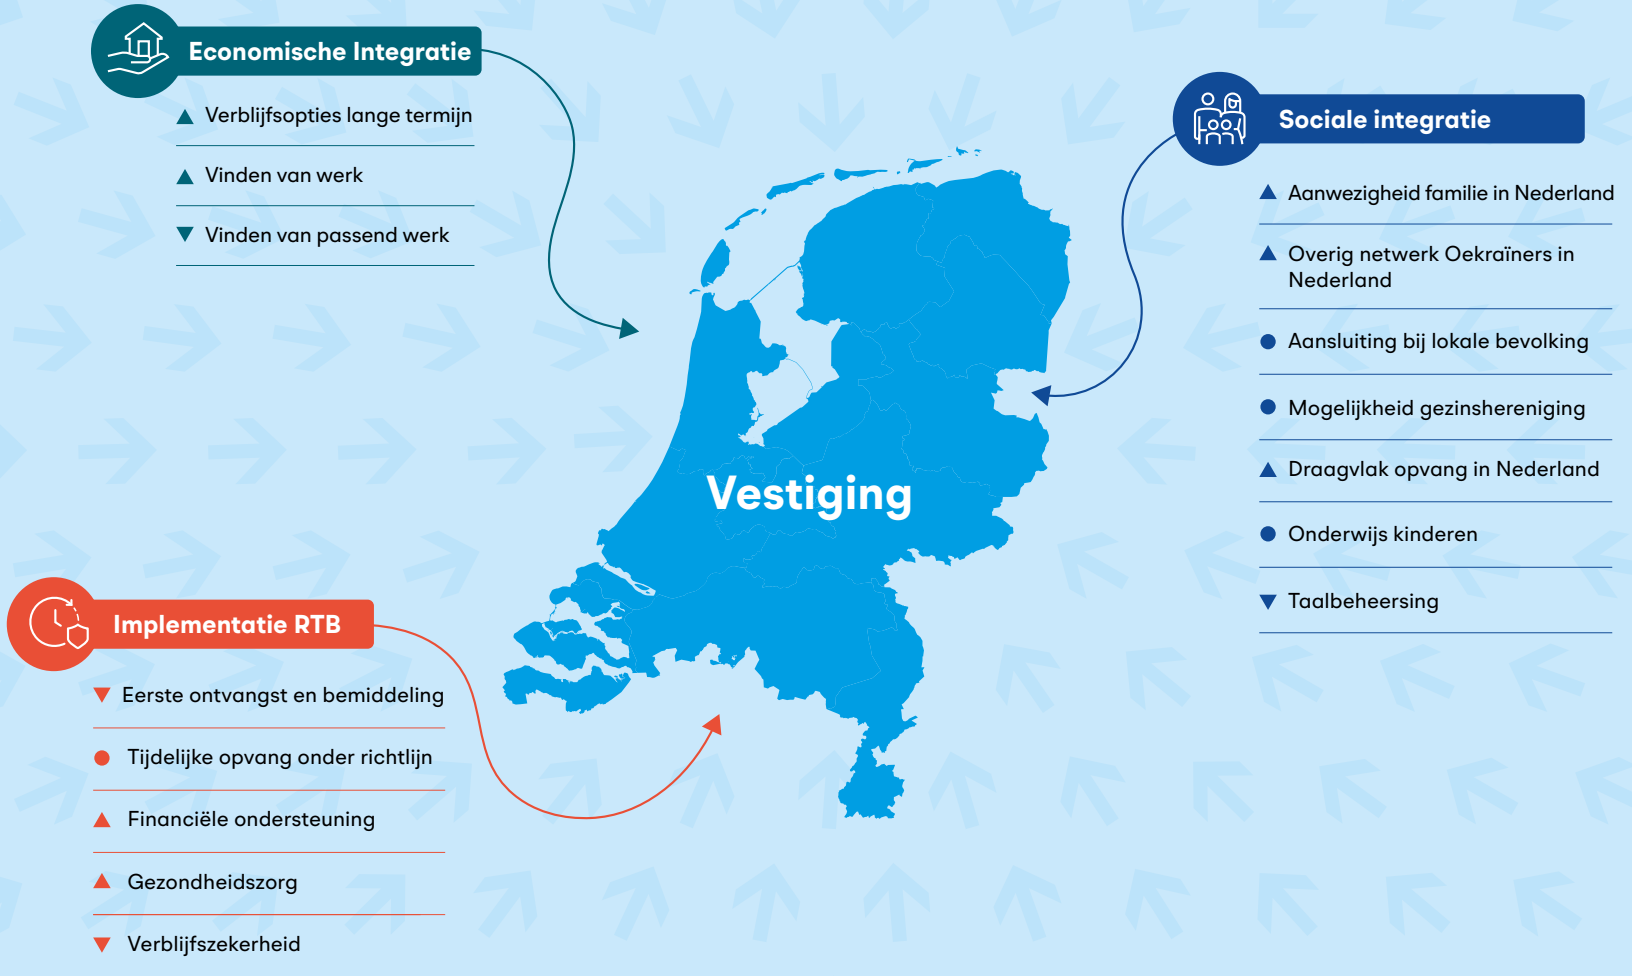 Economische Integratie
Verblijfsopties lange termijn
Vinden van werk
Vinden van passend werk
Sociale integratie
Aanwezigheid familie in Nederland
Overig netwerk Oekraïners in
Nederland
Aansluiting bij lokale bevolking
Mogelijkheid gezinshereniging
Draagvlak opvang in Nederland
Onderwijs kinderen
Taalbeheersing
Vestiging
Implementatie RTB
Eerste ontvangst en bemiddeling
Tijdelijke opvang onder richtlijn
Financiële ondersteuning
Gezondheidszorg
Verblijfszekerheid